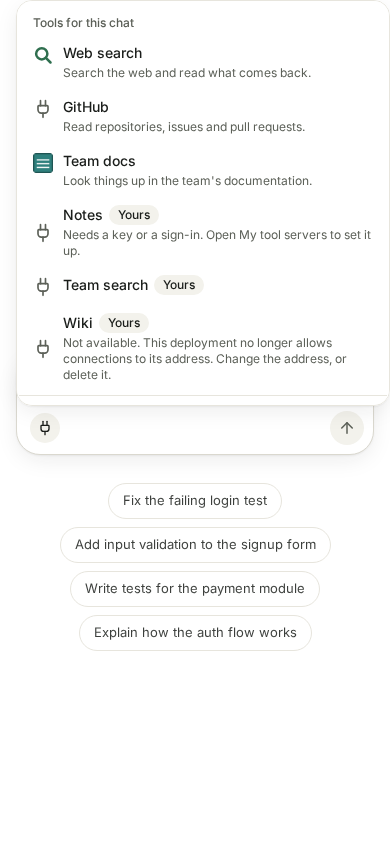 Tools for this chat
Web search
Search the web and read what comes back.
GitHub
Read repositories, issues and pull requests.
Team docs
Look things up in the team's documentation.
Notes Yours
Needs a key or a sign-in. Open My tool servers to set it
up.
Team search Yours
Wiki Yours
Not available. This deployment no longer allows
connections to its address. Change the address, or
delete it.
Fix the failing login test
Add input validation to the signup form
Write tests for the payment module
Explain how the auth flow works